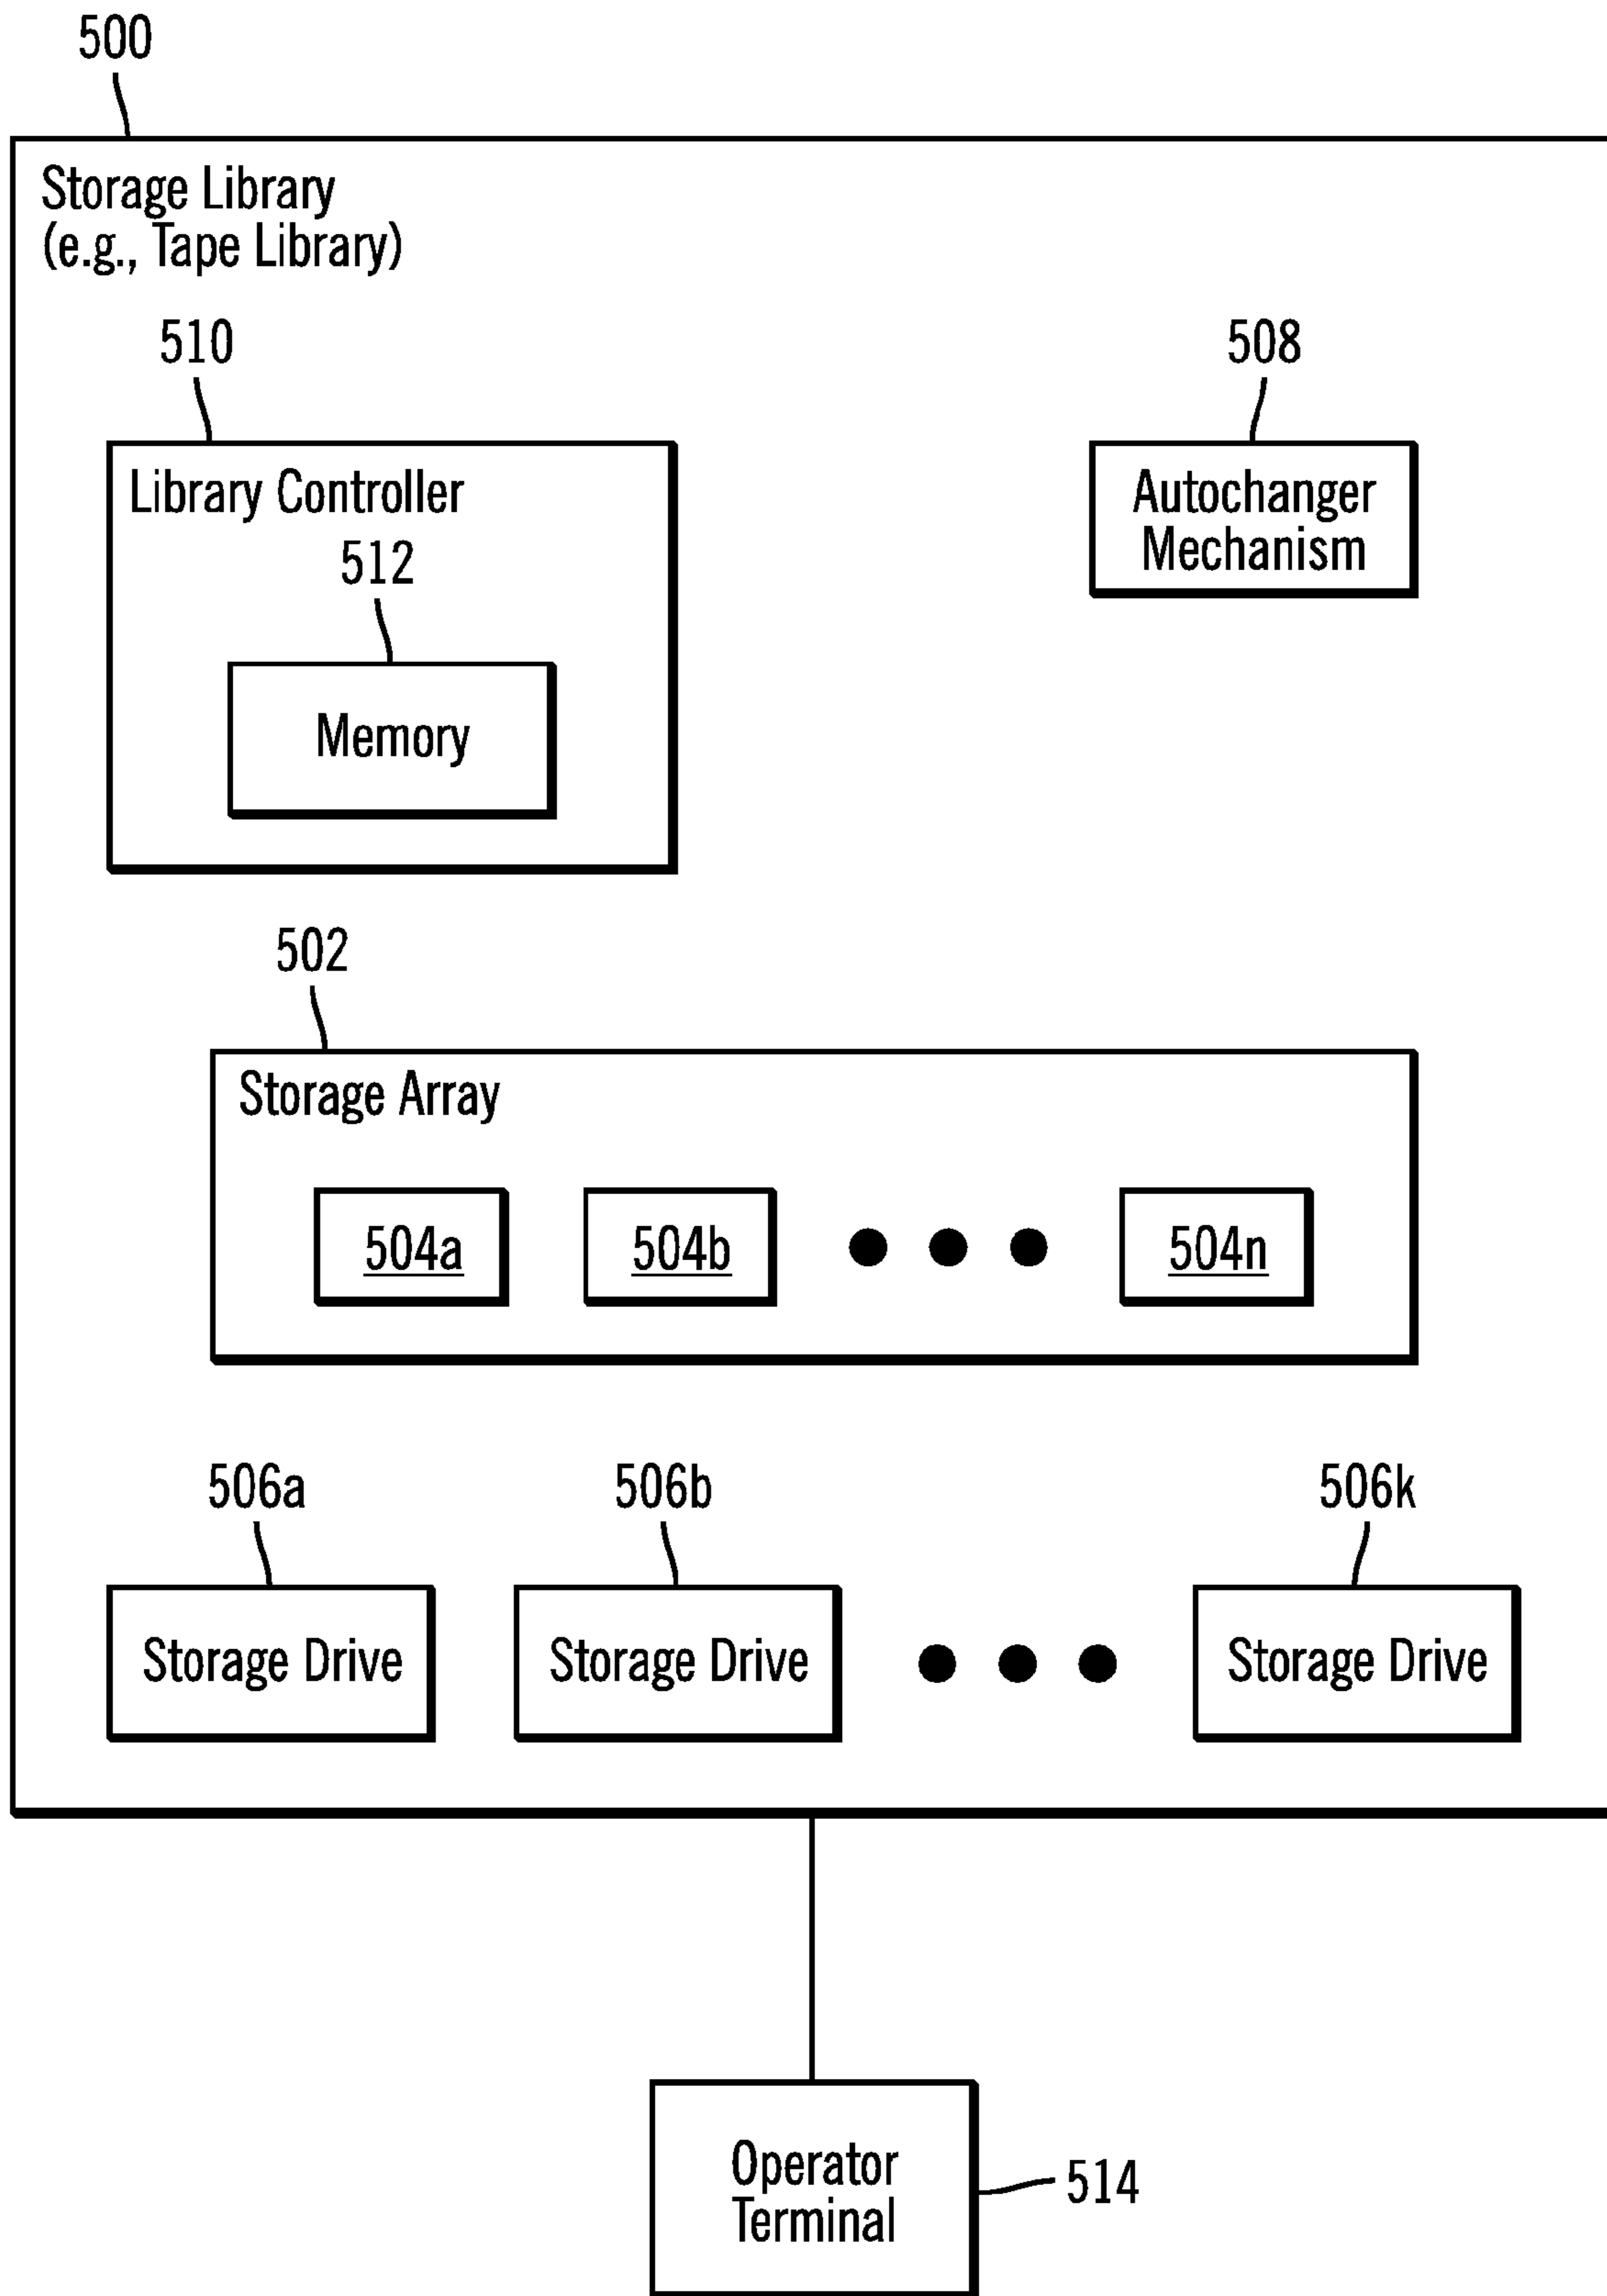 500
Storage Library
(e.g., Tape Library)
510
508
Library Controller
Autochanger
Mechanism
512
Memory
502
Storage Array
504a
504b
504n
506a
506b
506k
Storage Drive
Storage Drive
Storage Drive
Operator
Terminal
514